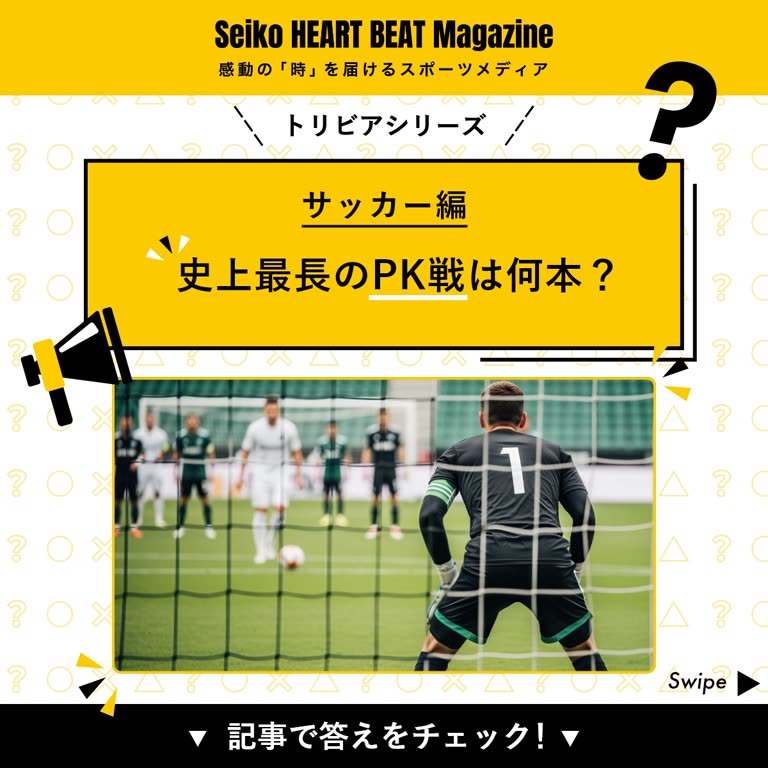 Seiko HEART BEAT Magazine
感動の「時」を届けるスポーツメディア
トリビアシリーズ
?
サッカー編
史上最長のPK戦は何本？
1
Swipe ▶
▼ 記事で答えをチェック！ ▼